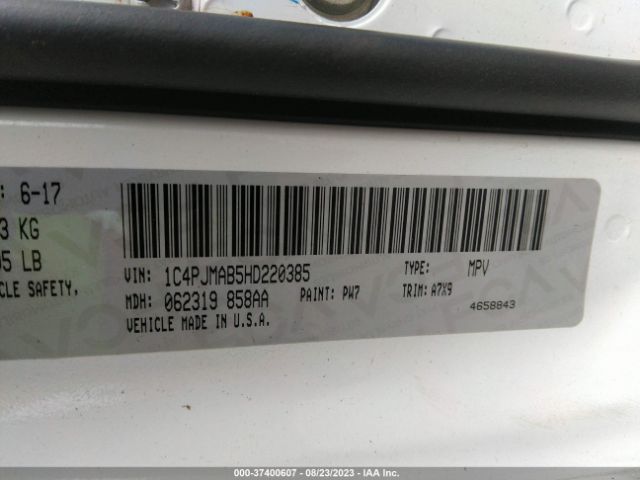 : 6-17
3 KG
05 LB
CLE SAFETY,
VIN: 1C4PJMAB5HD220385 TYPE: MPV
MDH: 062319 858AA PAINT: PW7 TRIM: A7X9
VEHICLE MADE IN U.S.A. 4658843
000-37400607 - 08/23/2023 - IAA Inc.